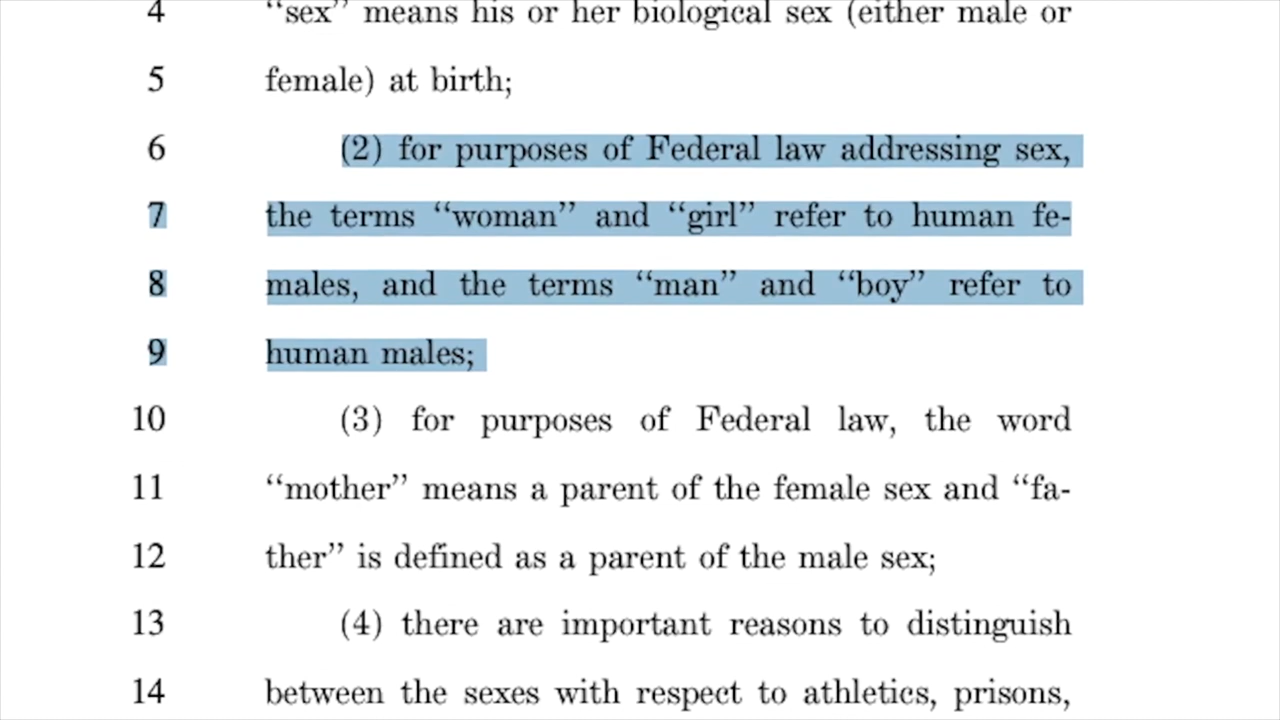 4 “sex” means his or her biological sex (either male or
5 female) at birth;
6 (2) for purposes of Federal law addressing sex,
7 the terms “woman” and “girl” refer to human fe-
8 males, and the terms “man” and “boy” refer to
9 human males;
10 (3) for purposes of Federal law, the word
11 “mother” means a parent of the female sex and “fa-
12 ther” is defined as a parent of the male sex;
13 (4) there are important reasons to distinguish
14 between the sexes with respect to athletics, prisons,